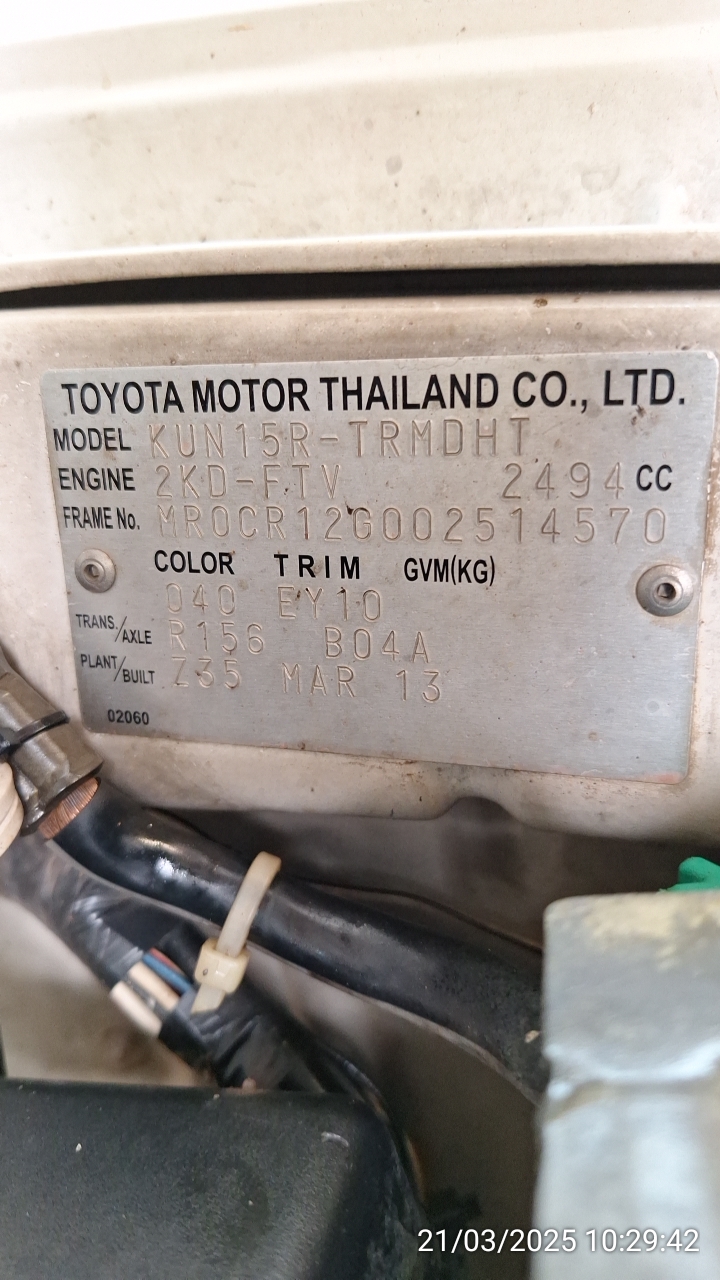 TOYOTA MOTOR THAILAND CO., LTD.
MODEL KUN15R-TRMDHT
ENGINE 2KD-FTV 2494 CC
FRAME No. MR0CR12G002514570
COLOR TRIM GVM(KG)
040 EY10
TRANS./AXLE R156 B04A
PLANT/BUILT Z35 MAR 13
02060
21/03/2025 10:29:42